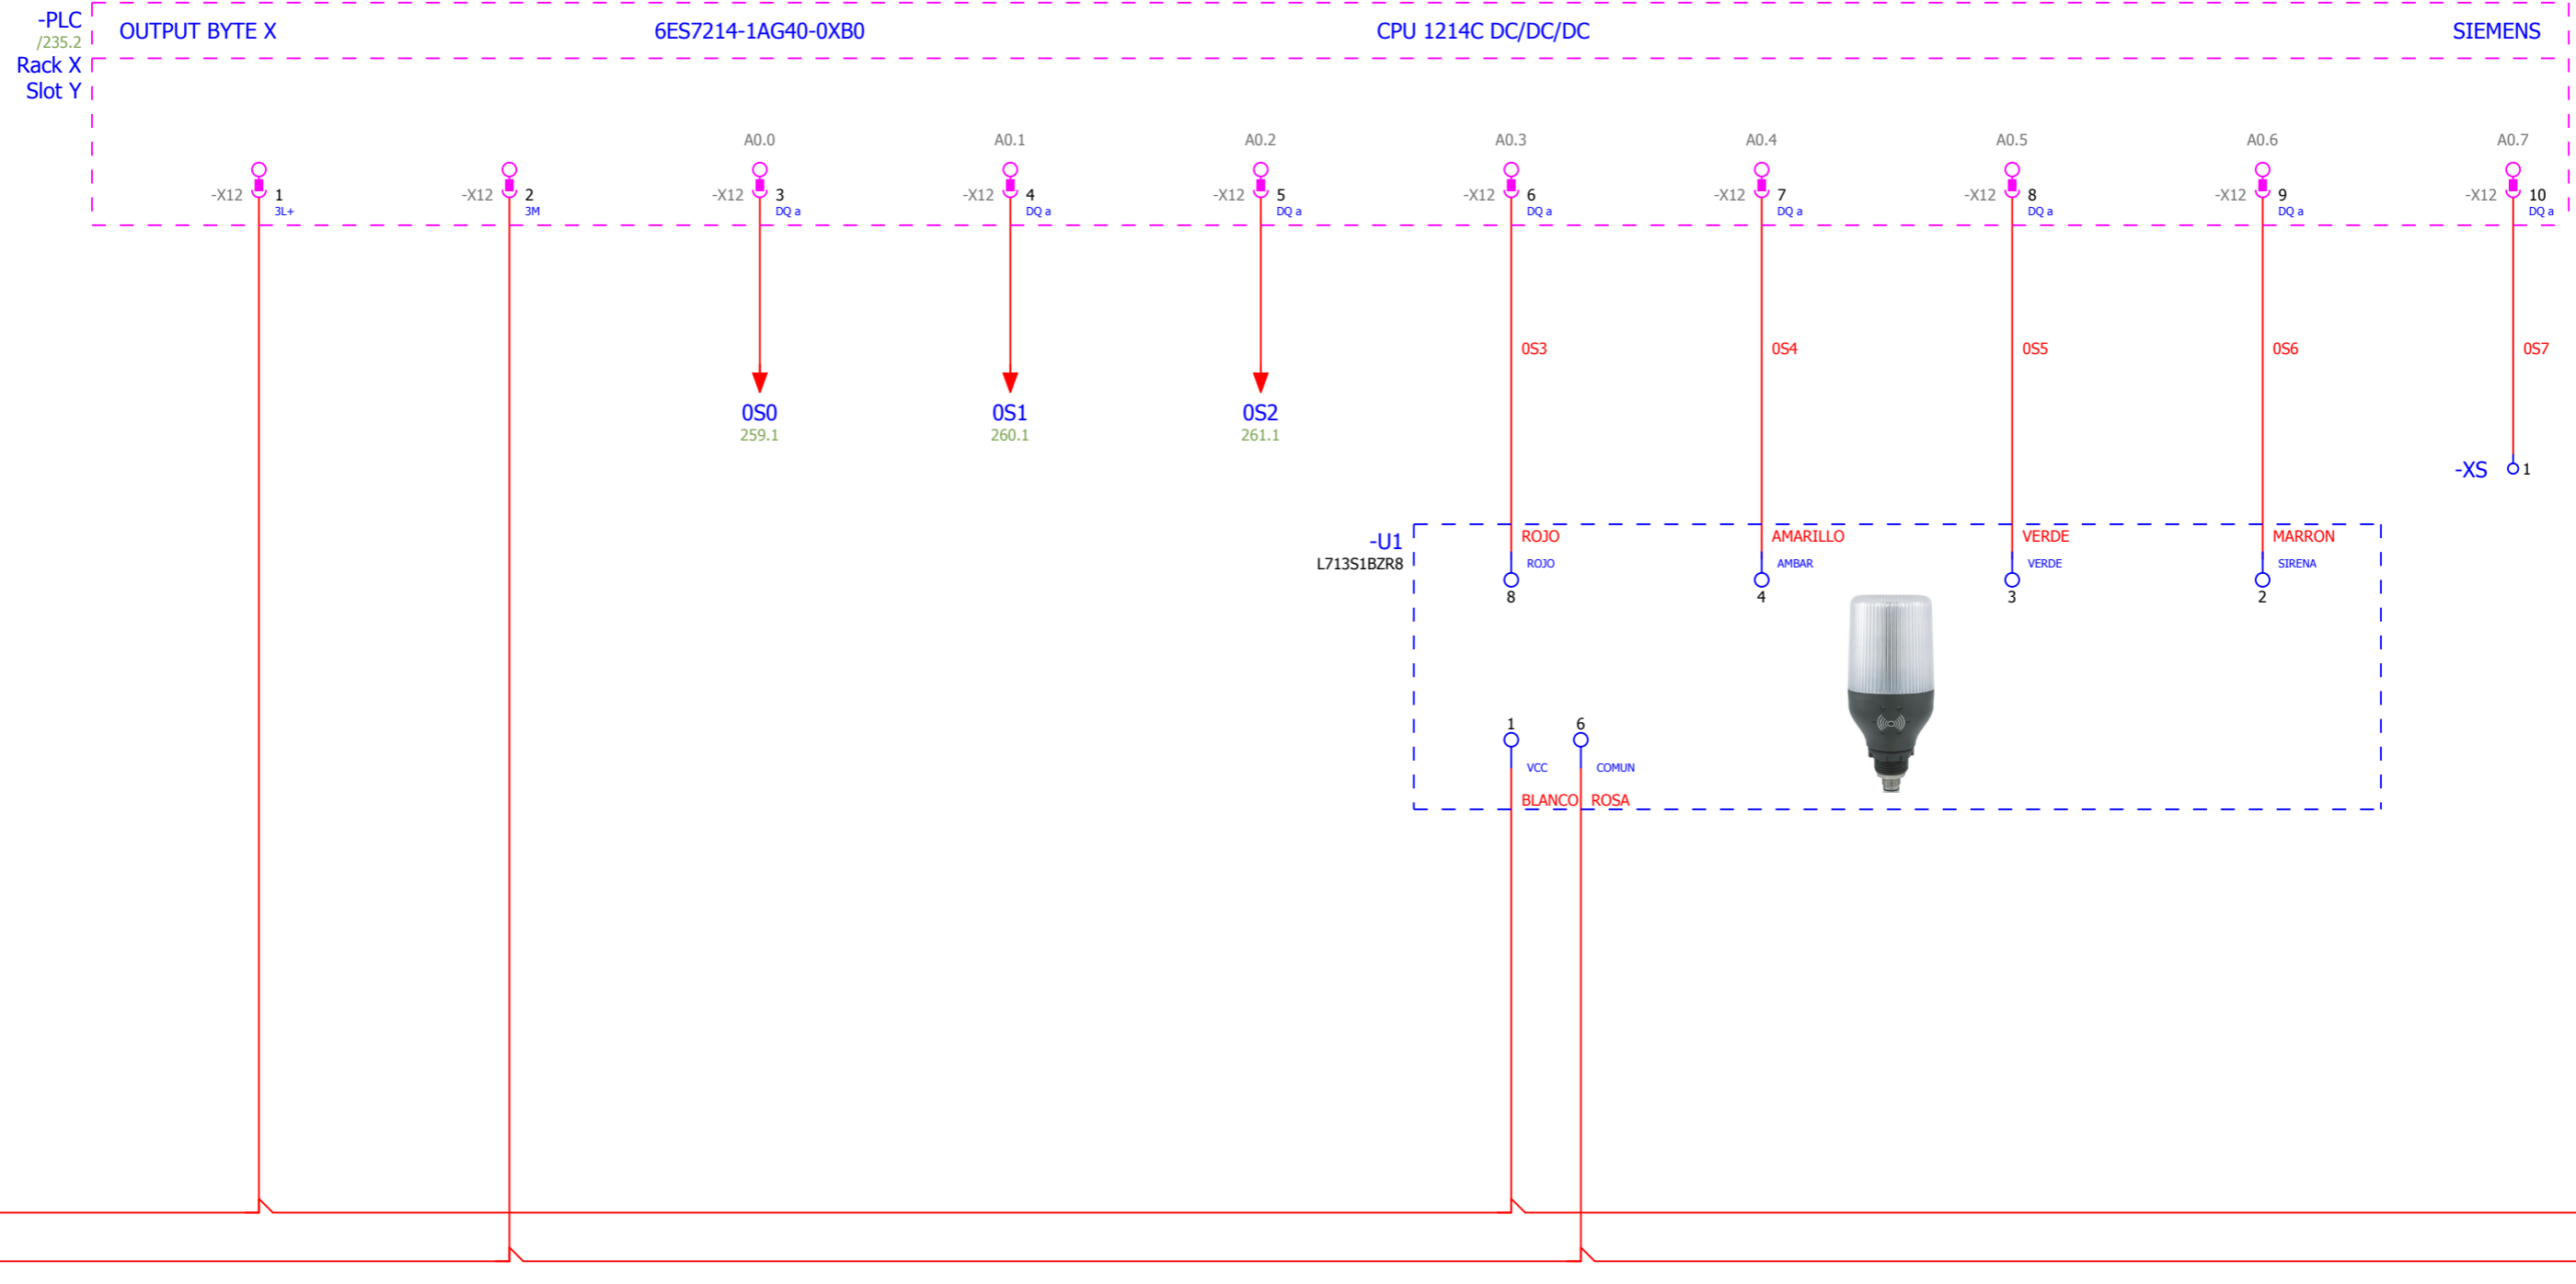 -PLC
/235.2
Rack X
Slot Y
OUTPUT BYTE X 6ES7214-1AG40-0XB0 CPU 1214C DC/DC/DC SIEMENS
A0.0 A0.1 A0.2 A0.3 A0.4 A0.5 A0.6 A0.7
-X12 1 -X12 2 -X12 3 -X12 4 -X12 5 -X12 6 -X12 7 -X12 8 -X12 9 -X12 10
3L+ 3M DQ a DQ a DQ a DQ a DQ a DQ a DQ a DQ a
0S3 0S4 0S5 0S6 0S7
0S0 0S1 0S2
259.1 260.1 261.1
-XS 1
-U1
L713S1BZR8
ROJO AMARILLO VERDE MARRON
ROJO AMBAR VERDE SIRENA
8 4 3 2
1 6
VCC COMUN
BLANCO ROSA